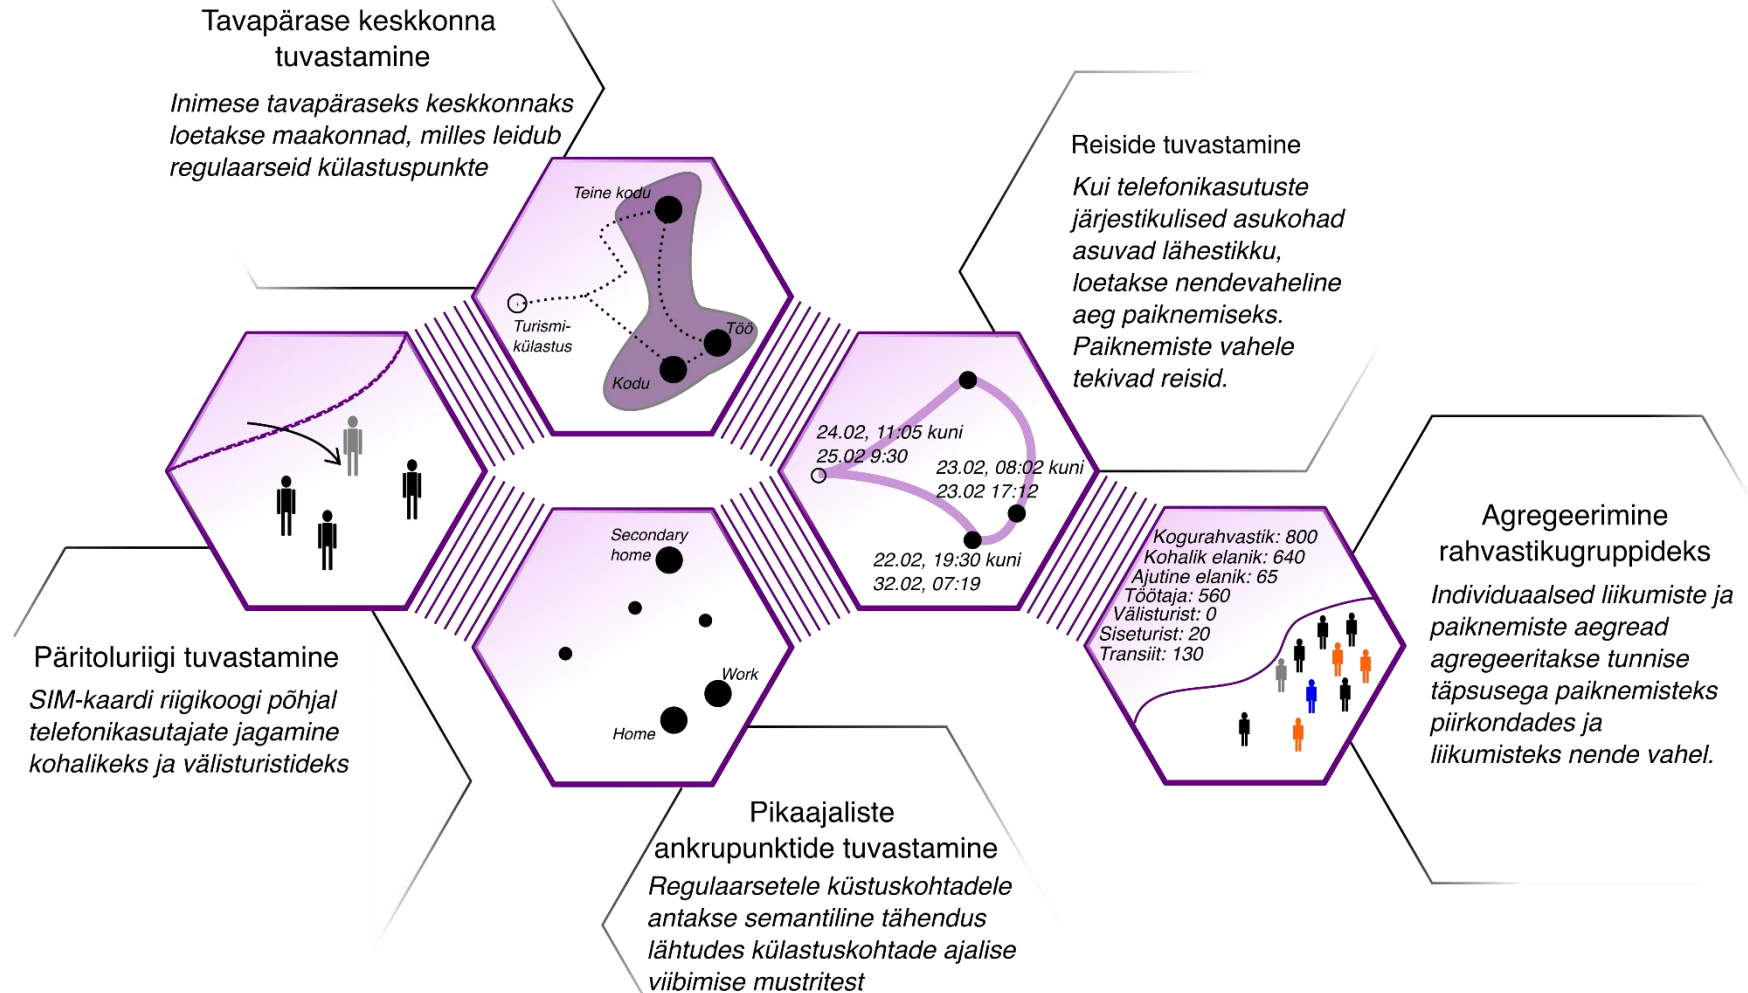 Tavapärase keskkonna
tuvastamine
Inimese tavapäraseks keskkonnaks
loetakse maakonnad, milles leidub
regulaarseid külastuspunkte
Teine kodu
Turismi-
külastus
Töö
Kodu
Reiside tuvastamine
Kui telefonikasutuste
järjestikulised asukohad
asuvad lähestikku,
loetakse nendevaheline
aeg paiknemiseks.
Paiknemiste vahele
tekivad reisid.
24.02, 11:05 kuni
25.02 9:30
23.02, 08:02 kuni
23.02 17:12
22.02, 19:30 kuni
32.02, 07:19
Päritoluriigi tuvastamine
SIM-kaardi riigikoogi põhjal
telefonikasutajate jagamine
kohalikeks ja välisturistideks
Secondary
home
Work
Home
Pikaajaliste
ankrupunktide tuvastamine
Regulaarsetele küstuskohtadele
antakse semantiline tähendus
lähtudes külastuskohtade ajalise
viibimise mustritest
Kogurahvastik: 800
Kohalik elanik: 640
Ajutine elanik: 65
Töötaja: 560
Välisturist: 0
Siseturist: 20
Transiit: 130
Agregeerimine
rahvastikugruppideks
Individuaalsed liikumiste ja
paiknemiste aegread
agregeeritakse tunnise
täpsusega paiknemisteks
piirkondades ja
liikumisteks nende vahel.